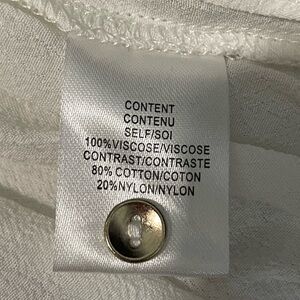 CONTENT
CONTENU
SELF/SOI
100%VISCOSE/VISCOSE
CONTRAST/CONTRASTE
80% COTTON/COTON
20%NYLON/NYLON